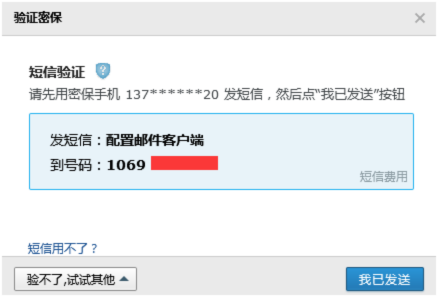 验证密保
短信验证
请先用密保手机 137******20 发短信，然后点“我已发送”按钮
发短信：配置邮件客户端
到号码：1069
短信费用
短信用不了？
验不了,试试其他
我已发送